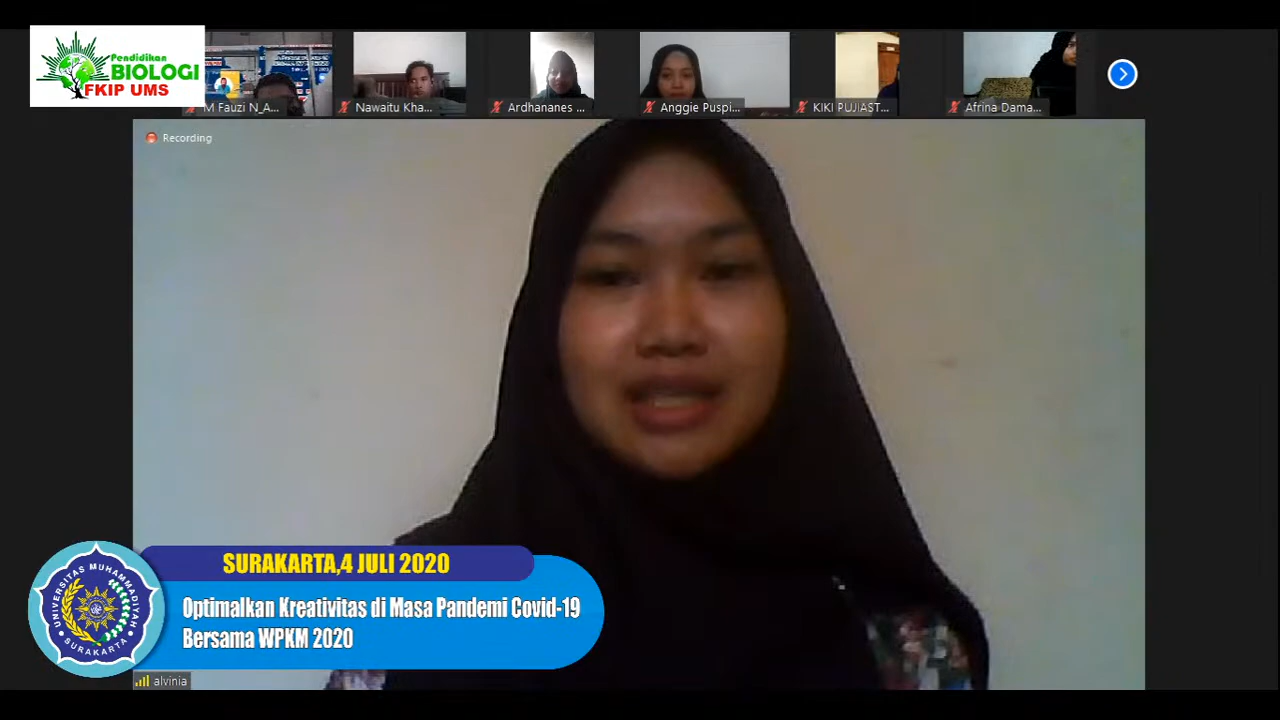 Pendidikan
BIOLOGI
FKIP UMS
M Fauzi N_A...
Nawaitu Kha...
Ardhananes ...
Anggie Puspi...
KIKI PUJIAST...
Afrina Dama...
Recording
SURAKARTA,4 JULI 2020
Optimalkan Kreativitas di Masa Pandemi Covid-19
Bersama WPKM 2020
UNIVERSITAS MUHAMMADIYAH
SURAKARTA
alvinia